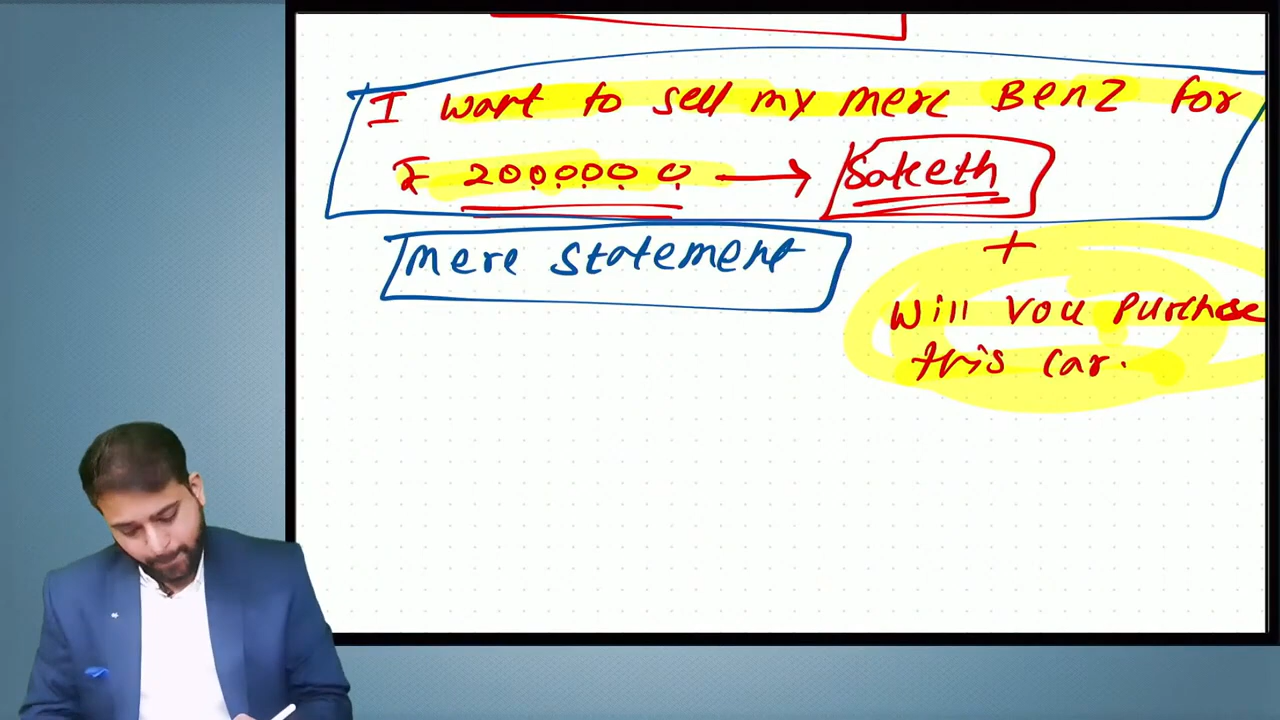 I want to sell my merc BenZ for
₹ 2000000 → Saketh
mere statement
+
Will you Purchase
this car.